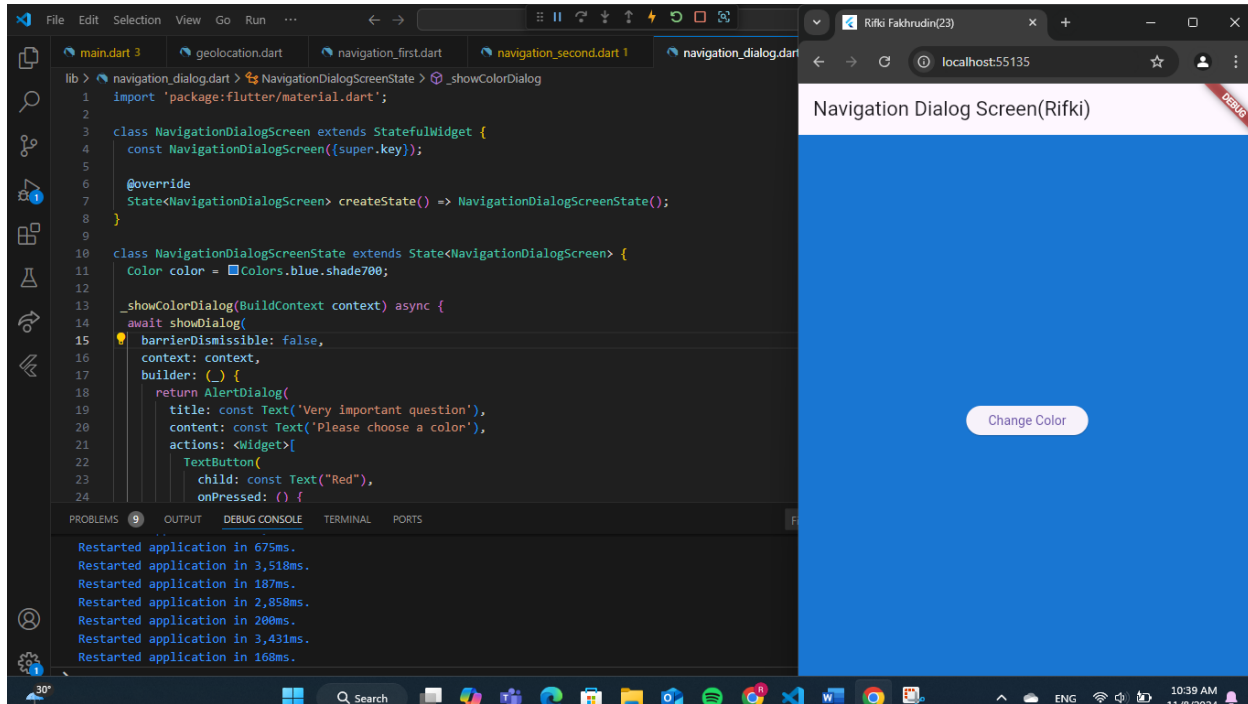 File Edit Selection View Go Run ···
main.dart 3 geolocation.dart navigation_first.dart navigation_second.dart 1 navigation_dialog.dart
lib > navigation_dialog.dart > NavigationDialogScreenState > _showColorDialog
1 import 'package:flutter/material.dart';
2
3 class NavigationDialogScreen extends StatefulWidget {
4 const NavigationDialogScreen({super.key});
5
6 @override
7 State<NavigationDialogScreen> createState() => NavigationDialogScreenState();
8 }
9
10 class NavigationDialogScreenState extends State<NavigationDialogScreen> {
11 Color color = Colors.blue.shade700;
12
13 _showColorDialog(BuildContext context) async {
14 await showDialog(
15 barrierDismissible: false,
16 context: context,
17 builder: (_) {
18 return AlertDialog(
19 title: const Text('Very important question'),
20 content: const Text('Please choose a color'),
21 actions: <Widget>[
22 TextButton(
23 child: const Text("Red"),
24 onPressed: () {
PROBLEMS 9 OUTPUT DEBUG CONSOLE TERMINAL PORTS
Restarted application in 675ms.
Restarted application in 3,518ms.
Restarted application in 187ms.
Restarted application in 2,858ms.
Restarted application in 200ms.
Restarted application in 3,431ms.
Restarted application in 168ms.
1
1
Rifki Fakhrudin(23)
localhost:55135
Navigation Dialog Screen(Rifki)
DEBUG
Change Color
30°
Search
R
ENG
10:39 AM